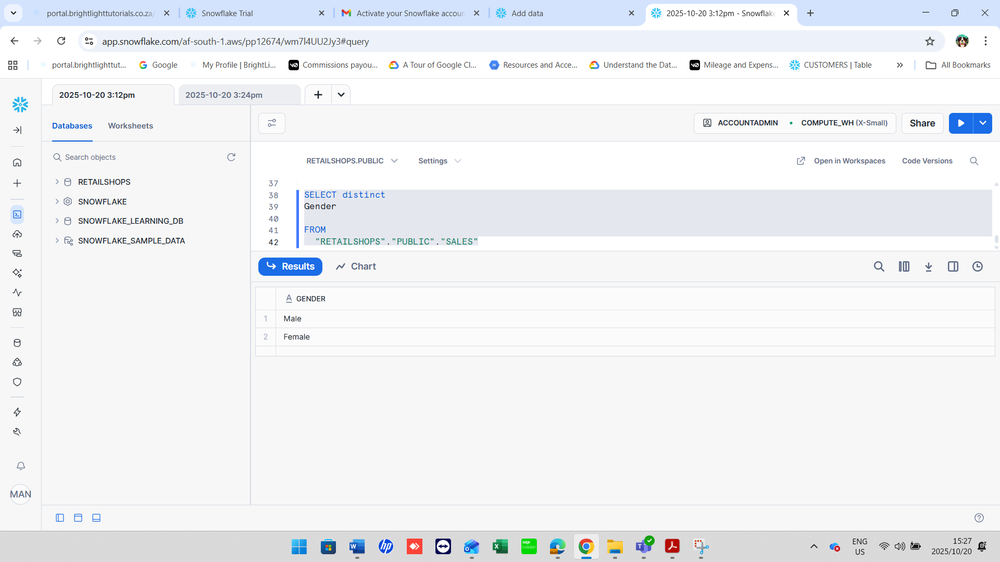 portal.brightlighttutorials.co.za/
Snowflake Trial
Activate your Snowflake accoun
Add data
2025-10-20 3:12pm - Snowflake
app.snowflake.com/af-south-1.aws/pp12674/wm7l4UU2Jy3#query
portal.brightlighttut...
Google
My Profile | BrightLi...
Commissions payou...
A Tour of Google Cl...
Resources and Acce...
Understand the Dat...
Mileage and Expens...
CUSTOMERS | Table
All Bookmarks
2025-10-20 3:12pm
2025-10-20 3:24pm
Databases
Worksheets
ACCOUNTADMIN
COMPUTE_WH (X-Small)
Share
Search objects
RETAILSHOPS.PUBLIC
Settings
Open in Workspaces
Code Versions
RETAILSHOPS
SNOWFLAKE
SNOWFLAKE_LEARNING_DB
SNOWFLAKE_SAMPLE_DATA
37
38 SELECT distinct
39 Gender
40
41 FROM
42 "RETAILSHOPS"."PUBLIC"."SALES"
Results
Chart
A GENDER
1 Male
2 Female
MAN
sage
Evolution
ENG
US
15:27
2025/10/20